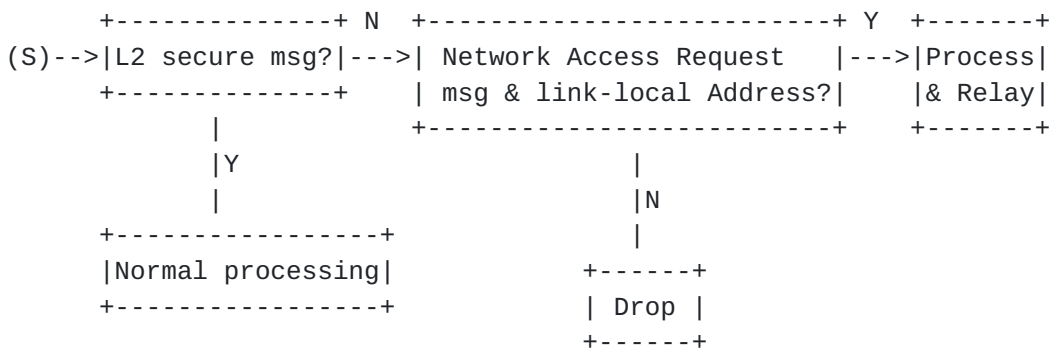 +---------------+ N  +--------------------------+ Y  +-------+
(S)-->|L2 secure msg?|--->| Network Access Request   |--->|Process|
      +--------------+    | msg & link-local Address?|    |& Relay|
             |            +--------------------------+    +-------+
             |Y                         |
             |                          |N
      +-----------------+               |
      |Normal processing|            +------+
      +-----------------+            | Drop |
                                     +------+